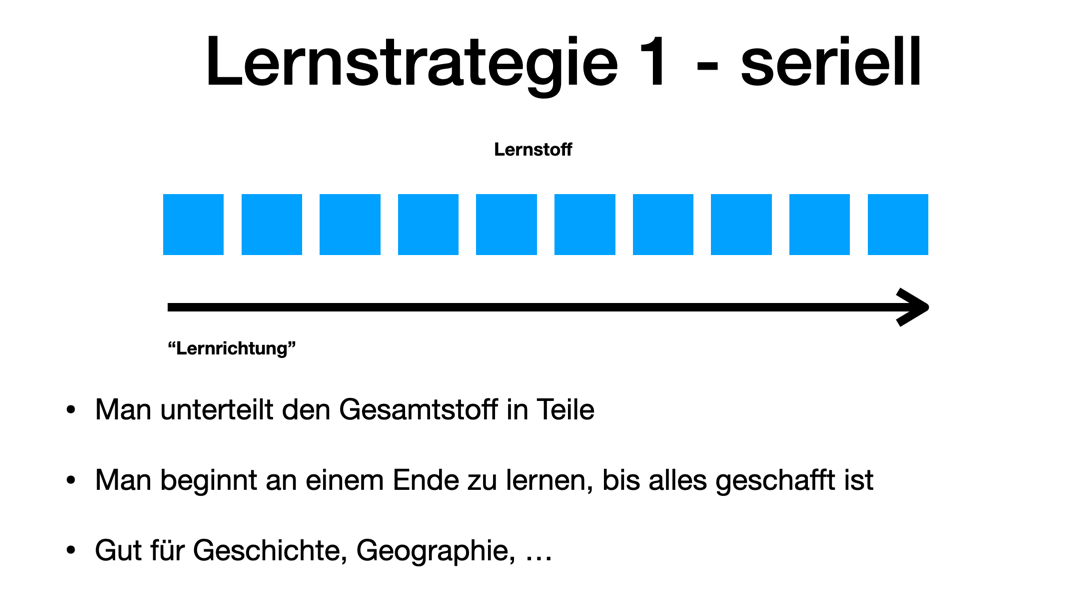 Lernstrategie 1 - seriell
Lernstoff
“Lernrichtung”
• Man unterteilt den Gesamtstoff in Teile
• Man beginnt an einem Ende zu lernen, bis alles geschafft ist
• Gut für Geschichte, Geographie, …